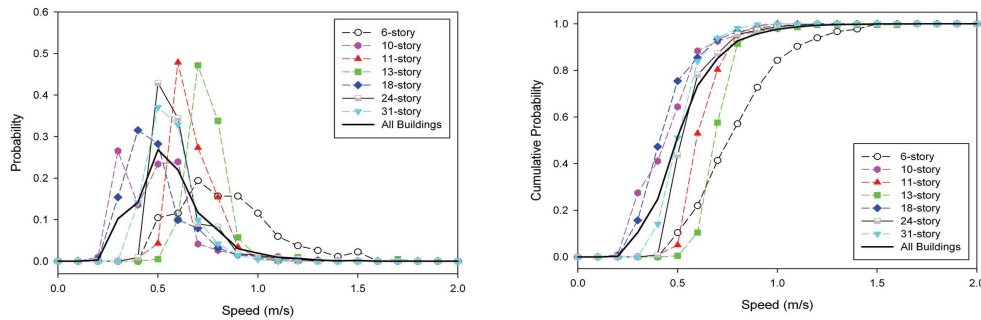 0.6
0.5
0.4
0.3
0.2
0.1
0.0
Probability
0.0 0.5 1.0 1.5 2.0
Speed (m/s)
6-story
10-story
11-story
13-story
18-story
24-story
31-story
All Buildings
1.0
0.8
0.6
0.4
0.2
0.0
Cumulative Probability
0.0 0.5 1.0 1.5 2.0
Speed (m/s)
6-story
10-story
11-story
13-story
18-story
24-story
31-story
All Buildings